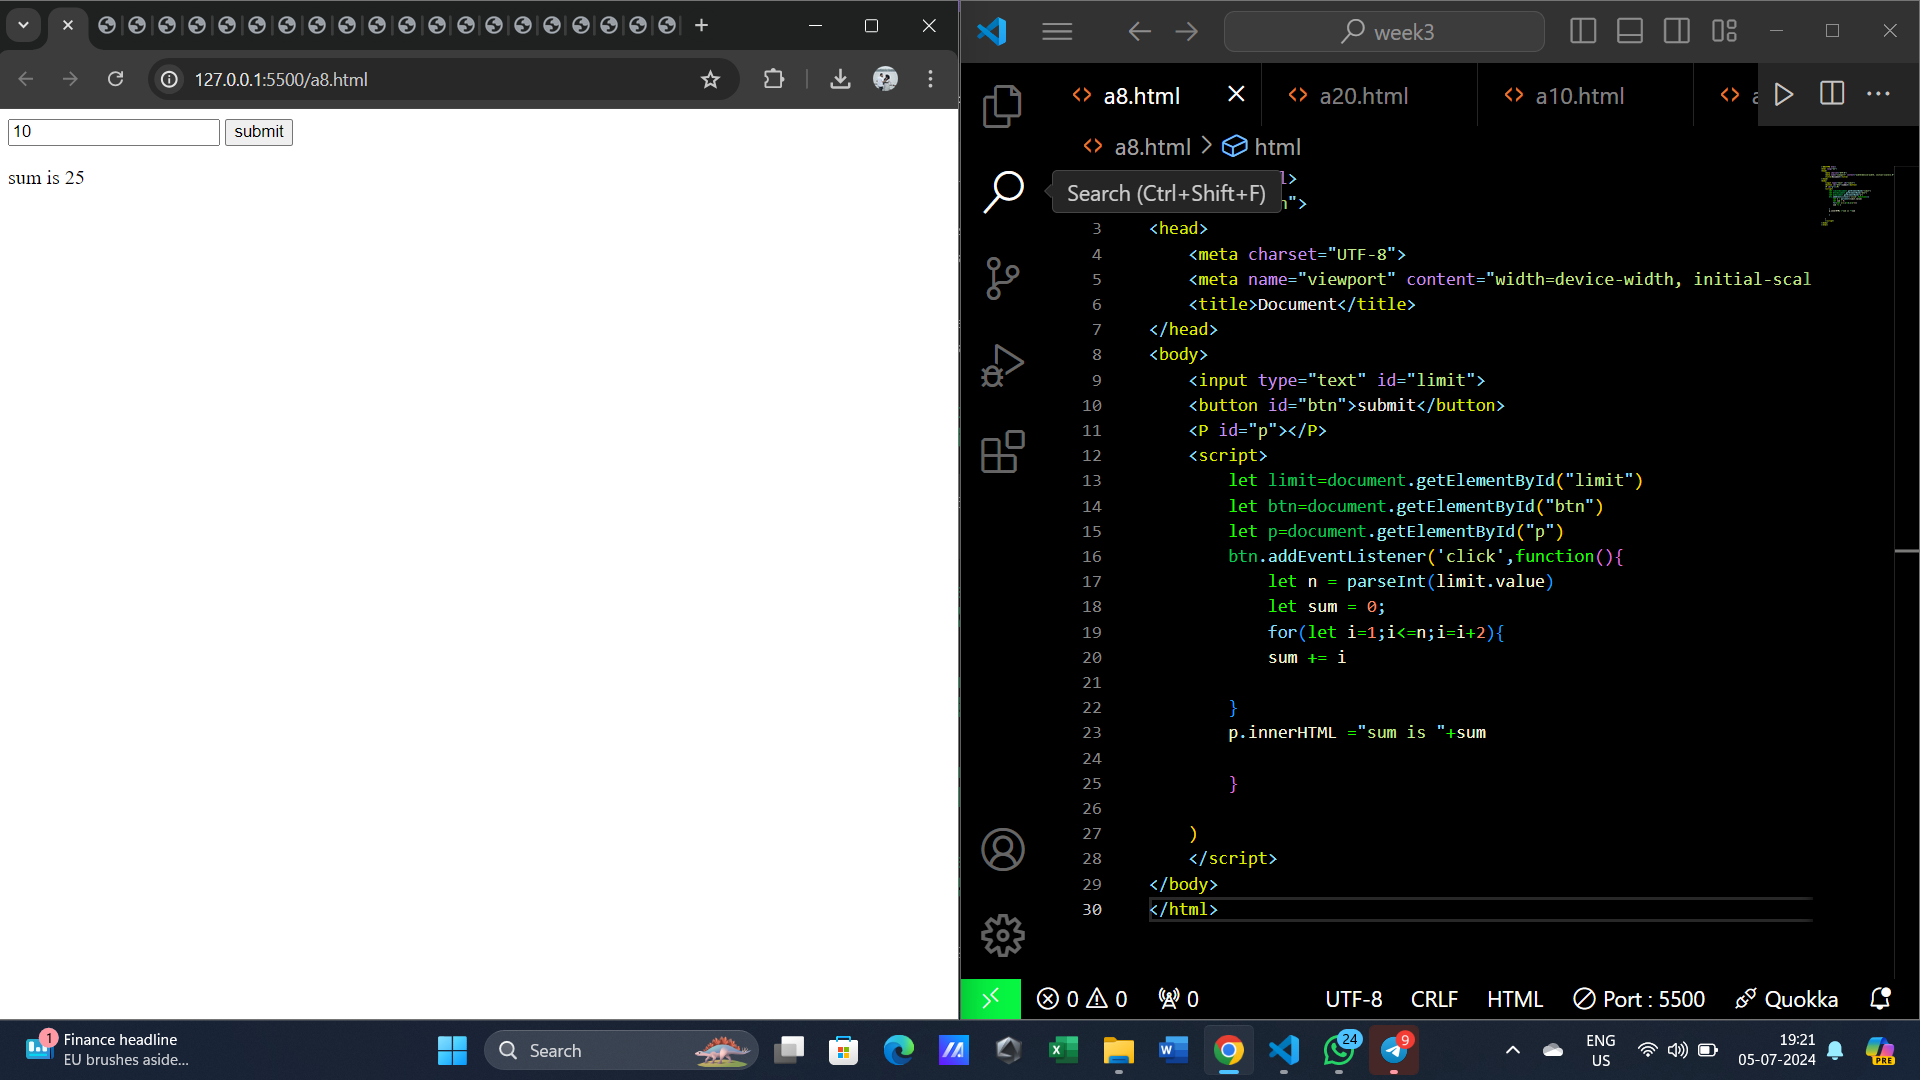 127.0.0.1:5500/a8.html
10
submit
sum is 25
week3
a8.html
a20.html
a10.html
a8.html > html
Search (Ctrl+Shift+F)
l>
n">
3 <head>
4 <meta charset="UTF-8">
5 <meta name="viewport" content="width=device-width, initial-scal
6 <title>Document</title>
7 </head>
8 <body>
9 <input type="text" id="limit">
10 <button id="btn">submit</button>
11 <P id="p"></P>
12 <script>
13 let limit=document.getElementById("limit")
14 let btn=document.getElementById("btn")
15 let p=document.getElementById("p")
16 btn.addEventListener('click',function(){
17 let n = parseInt(limit.value)
18 let sum = 0;
19 for(let i=1;i<=n;i=i+2){
20 sum += i
21
22 }
23 p.innerHTML ="sum is "+sum
24
25 }
26
27 )
28 </script>
29 </body>
30 </html>
0 0 0
UTF-8 CRLF HTML Port : 5500 Quokka
1
Finance headline
EU brushes aside...
Search
24
9
ENG
US
19:21
05-07-2024
PRE